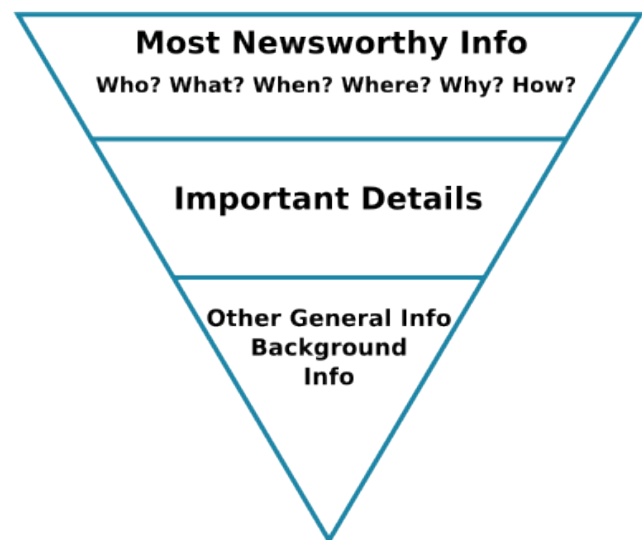 Most Newsworthy Info
Who? What? When? Where? Why? How?
Important Details
Other General Info
Background
Info